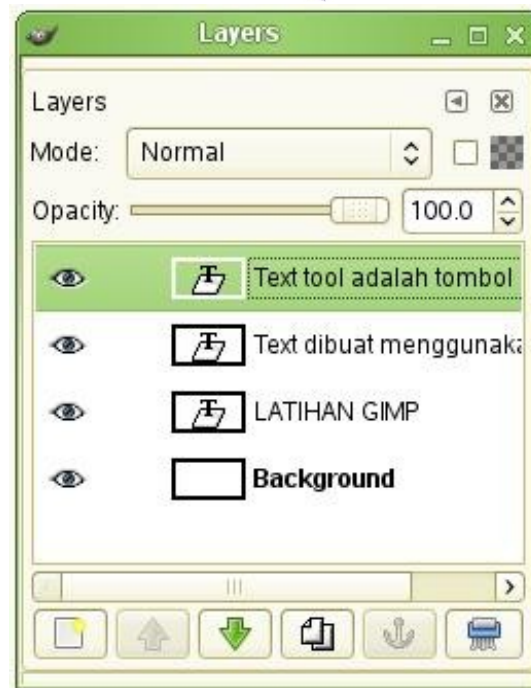 Layers
Layers
Mode: Normal
Opacity: 100.0
Text tool adalah tombol
Text dibuat menggunaka
LATIHAN GIMP
Background